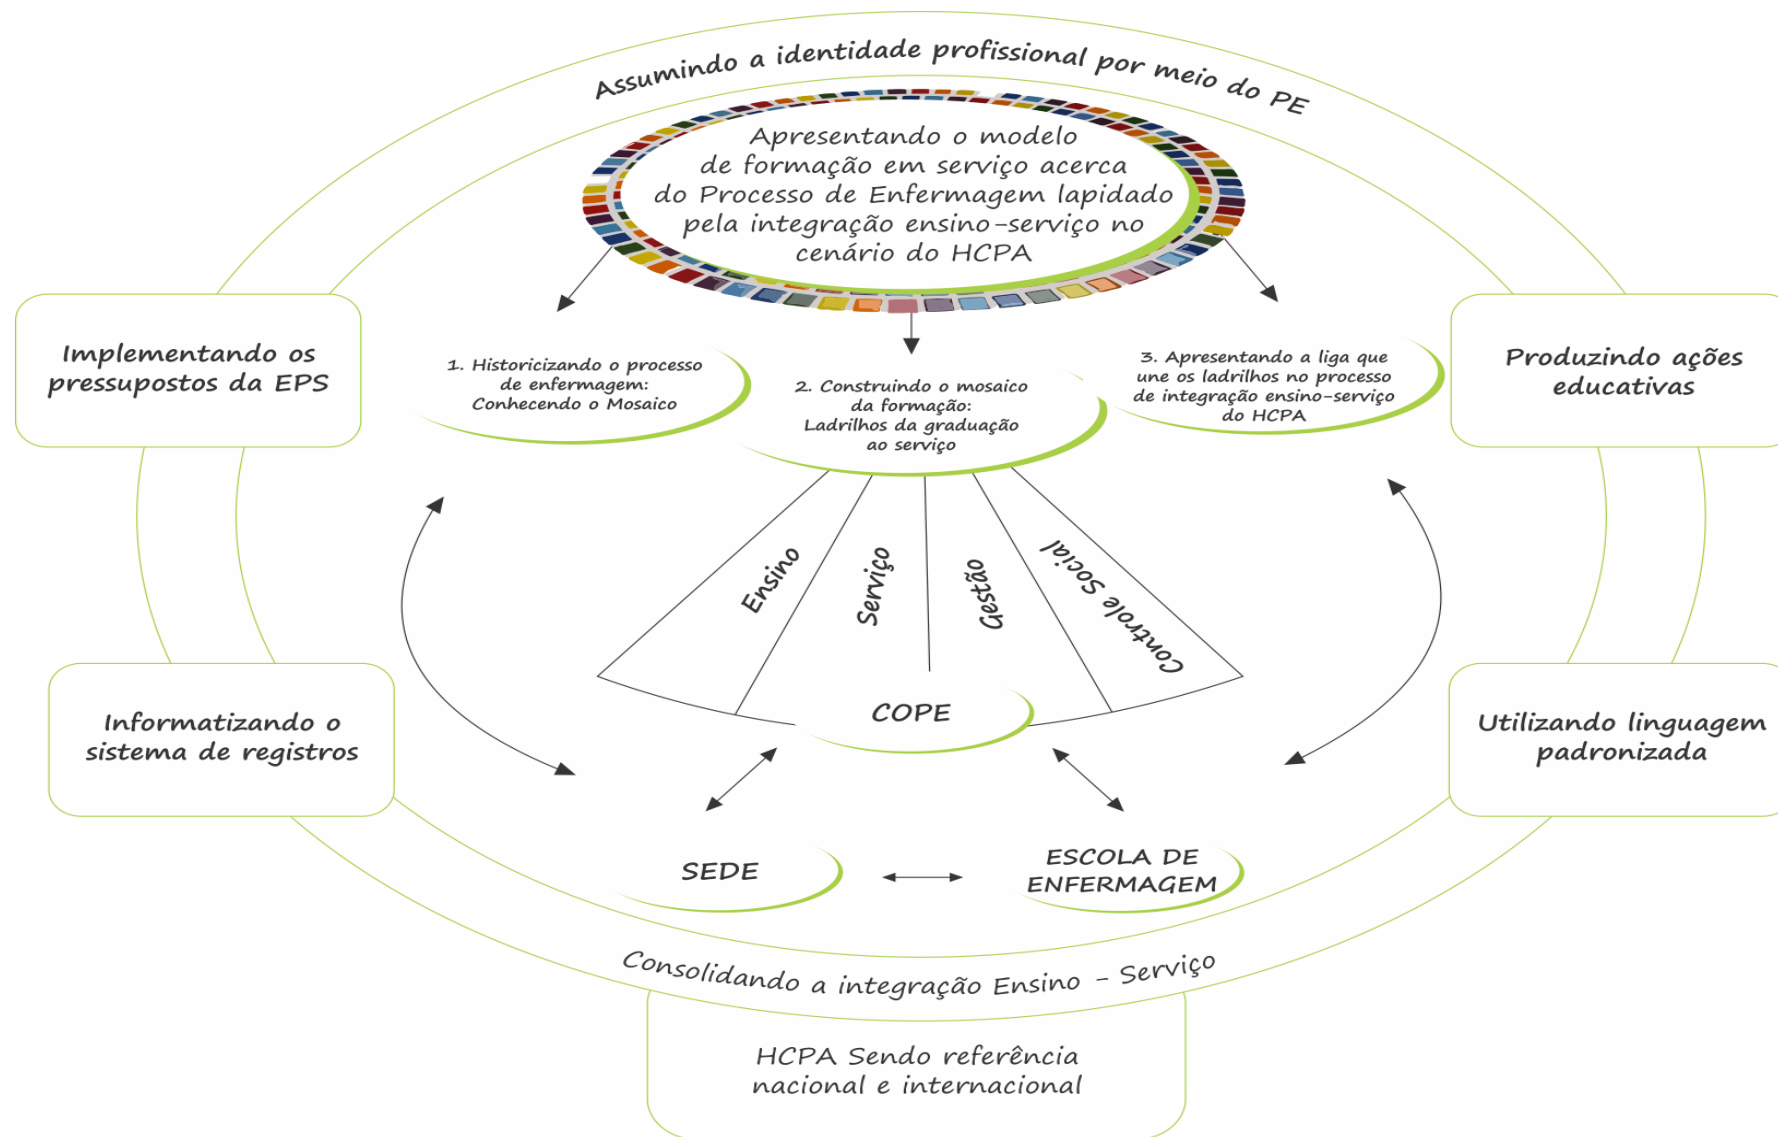 Assumindo a identidade profissional por meio do PE
Apresentando o modelo
de formação em serviço acerca
do Processo de Enfermagem lapidado
pela integração ensino-serviço no
cenário do HCPA
Implementando os
pressupostos da EPS
1. Historicizando o processo
de enfermagem:
Conhecendo o Mosaico
2. Construindo o mosaico
da formação:
Ladrilhos da graduação
ao serviço
3. Apresentando a liga que
une os ladrilhos no processo
de integração ensino-serviço
do HCPA
Produzindo ações
educativas
Ensino
Serviço
Gestão
Controle Social
Informatizando o
sistema de registros
COPE
Utilizando linguagem
padronizada
SEDE
ESCOLA DE
ENFERMAGEM
Consolidando a integração Ensino - Serviço
HCPA Sendo referência
nacional e internacional